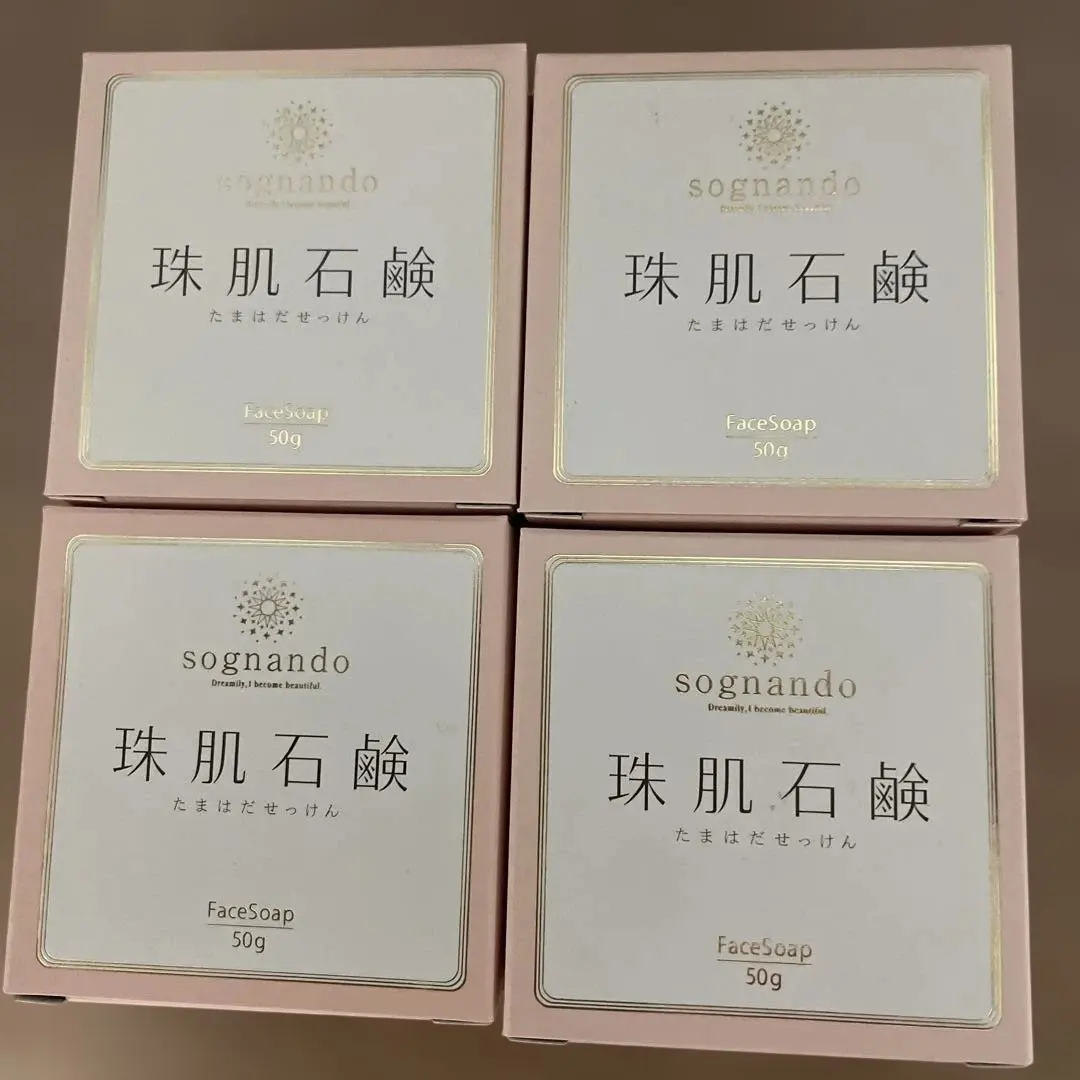 sognando
珠肌石鹸
たまはだせっけん
FaceSoap
50g
sognando
珠肌石鹸
たまはだせっけん
FaceSoap
50g
sognando
Dreamily, I become beautiful.
珠肌石鹸
たまはだせっけん
FaceSoap
50g
sognando
Dreamily, I become beautiful.
珠肌石鹸
たまはだせっけん
FaceSoap
50g